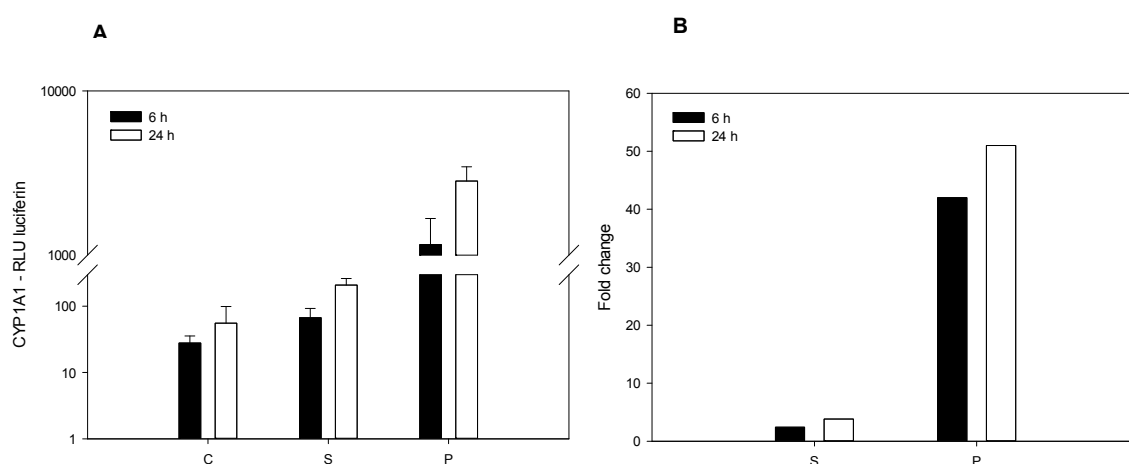 A
CYP1A1 - RLU luciferin
10000
1000
100
10
1
6 h
24 h
C S P
B
Fold change
60
50
40
30
20
10
0
6 h
24 h
S P